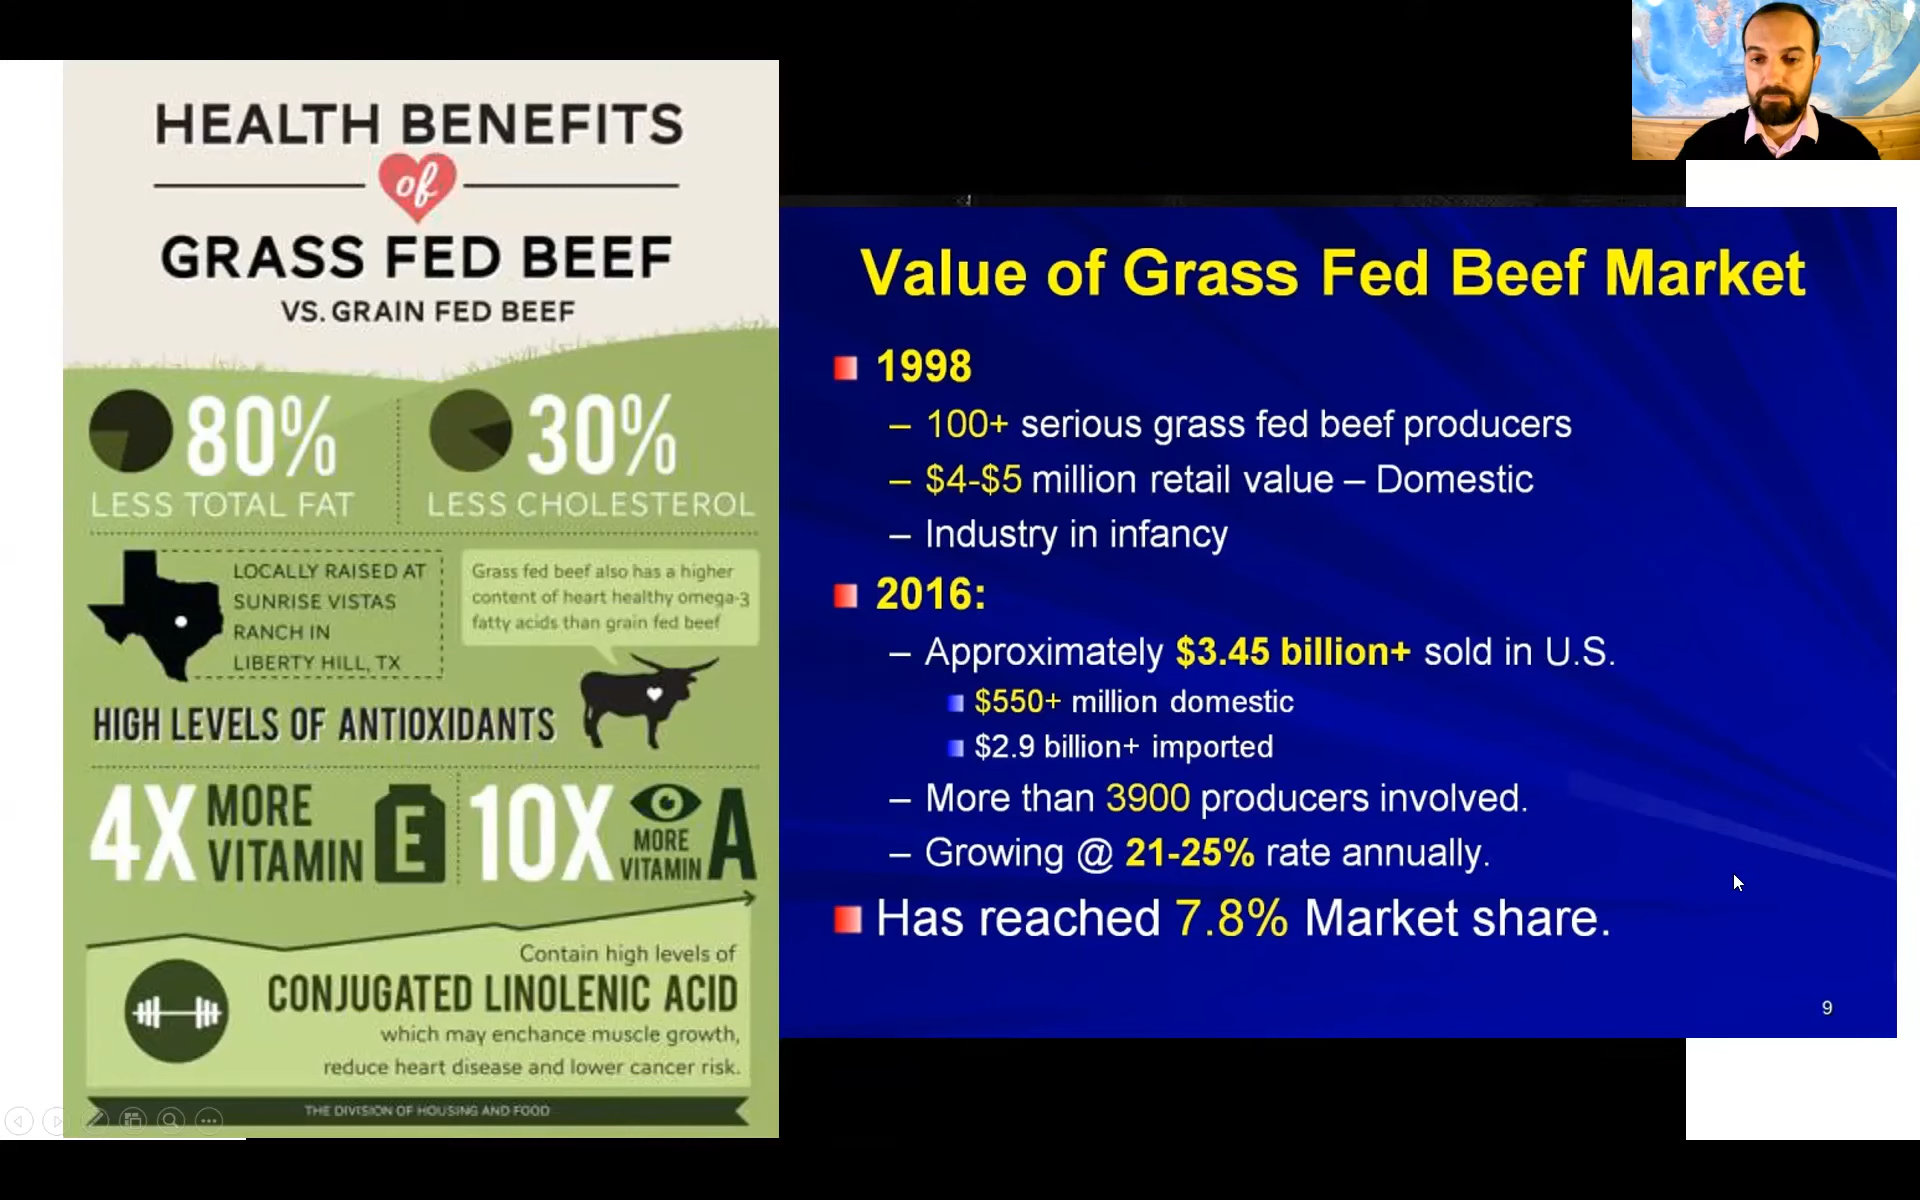 HEALTH BENEFITS
of
GRASS FED BEEF
VS. GRAIN FED BEEF
80%
LESS TOTAL FAT
30%
LESS CHOLESTEROL
LOCALLY RAISED AT
SUNRISE VISTAS
RANCH IN
LIBERTY HILL, TX
Grass fed beef also has a higher
content of heart healthy omega-3
fatty acids than grain fed beef
HIGH LEVELS OF ANTIOXIDANTS
4X MORE
VITAMIN E
10X MORE
VITAMIN A
Contain high levels of
CONJUGATED LINOLENIC ACID
which may enchance muscle growth,
reduce heart disease and lower cancer risk.
THE DIVISION OF HOUSING AND FOOD
Value of Grass Fed Beef Market
1998
– 100+ serious grass fed beef producers
– $4-$5 million retail value – Domestic
– Industry in infancy
2016:
– Approximately $3.45 billion+ sold in U.S.
$550+ million domestic
$2.9 billion+ imported
– More than 3900 producers involved.
– Growing @ 21-25% rate annually.
Has reached 7.8% Market share.
9